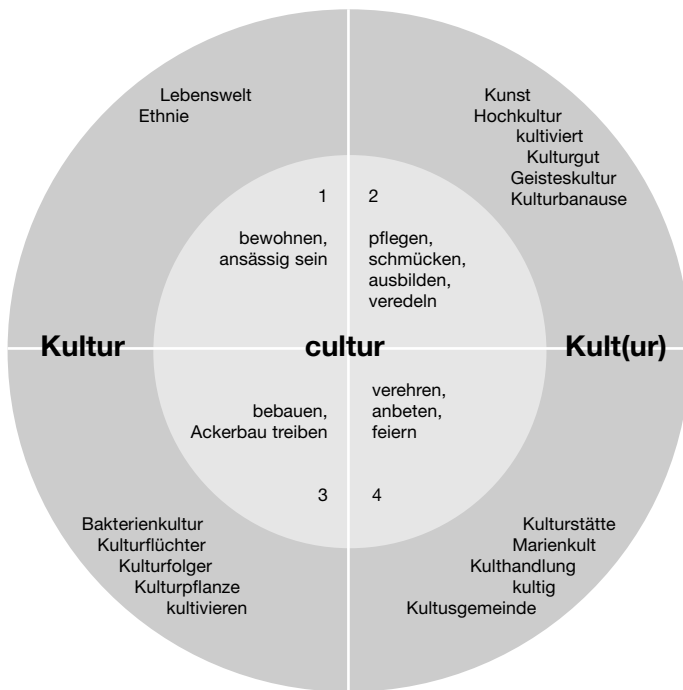 Lebenswelt
Ethnie
Kunst
Hochkultur
kultiviert
Kulturgut
Geisteskultur
Kulturbanause
1
bewohnen,
ansässig sein
2
pflegen,
schmücken,
ausbilden,
veredeln
Kultur
cultur
Kult(ur)
bebauen,
Ackerbau treiben
3
verehren,
anbeten,
feiern
4
Bakterienkultur
Kulturflüchter
Kulturfolger
Kulturpflanze
kultivieren
Kulturstätte
Marienkult
Kulthandlung
kultig
Kultusgemeinde